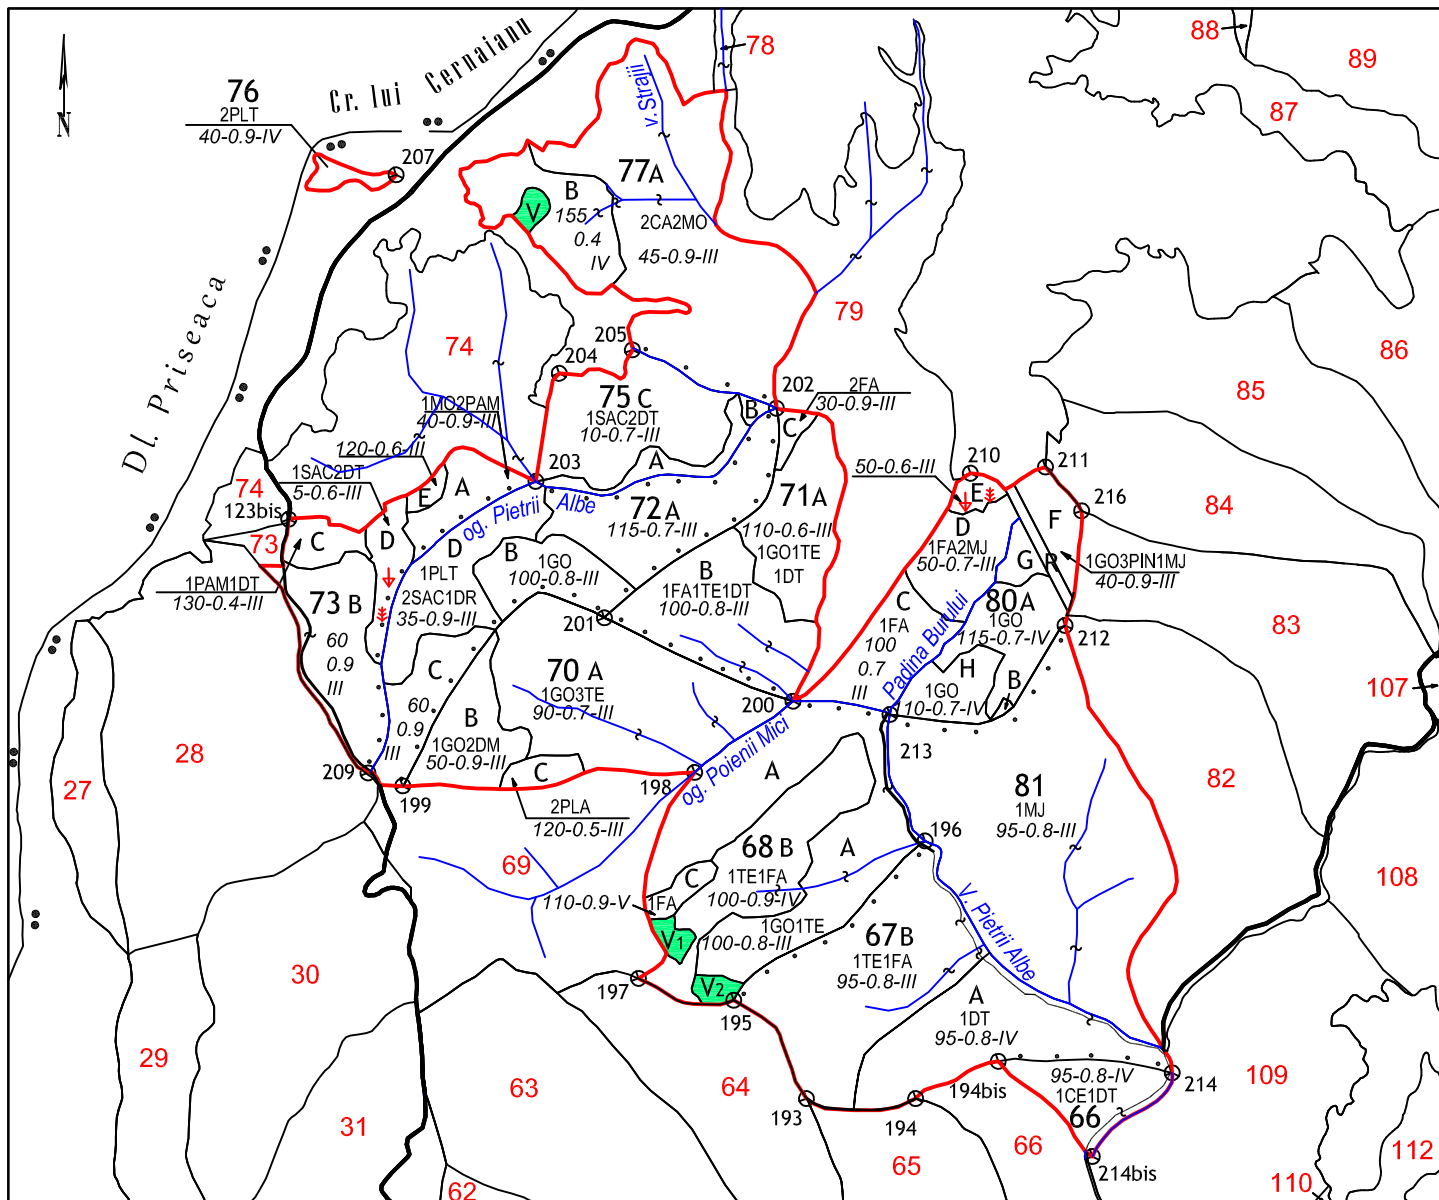 78
88
89
87
76
2PLT
40-0.9-IV
Cr. lui Cernaianu
v. Strajii
N
207
77A
B
155
0.4
IV
V
2CA2MO
45-0.9-III
Dl. Priseaca
79
86
85
74
205
204
202
2FA
30-0.9-III
1MO2PAM
40-0.9-III
75 C
1SAC2DT
10-0.7-III
B
C
120-0.6-III
1SAC2DT
5-0.6-III
203
A
50-0.6-III
210
211
74
123bis
E
A
og. Pietrii Albe
72A
115-0.7-III
71A
110-0.6-III
1GO1TE
1DT
E
D
1FA2MJ
50-0.7-III
216
84
F
73
C
D
D
B
1GO
100-0.8-III
G
R
1GO3PIN1MJ
40-0.9-III
1PAM1DT
130-0.4-III
1PLT
2SAC1DR
35-0.9-III
B
1FA1TE1DT
100-0.8-III
C
1FA
100
0.7
III
Padina Burului
80A
1GO
115-0.7-IV
73 B
60
0.9
III
201
212
83
C
60
0.9
III
70 A
1GO3TE
90-0.7-III
H
1GO
10-0.7-IV
B
107
200
B
1GO2DM
50-0.9-III
213
28
209
199
C
198
og. Poienii Mici
A
81
1MJ
95-0.8-III
82
27
2PLA
120-0.5-III
69
68 B
1TE1FA
100-0.9-IV
A
196
C
110-0.9-V
1FA
108
V. Pietrii Albe
V1
1GO1TE
100-0.8-III
67B
1TE1FA
95-0.8-III
30
197
V2
195
A
1DT
95-0.8-IV
29
63
64
95-0.8-IV
1CE1DT
66
214
109
31
193
194
194bis
66
214bis
112
65
110
62